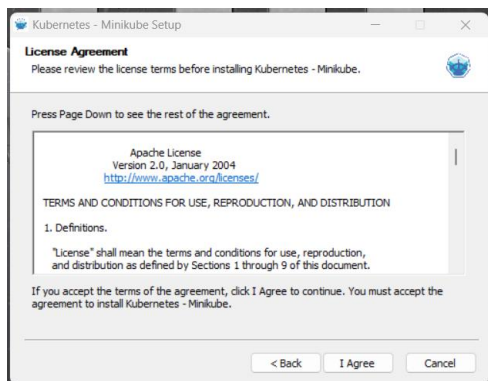 Kubernetes - Minikube Setup
License Agreement
Please review the license terms before installing Kubernetes - Minikube.
Press Page Down to see the rest of the agreement.
Apache License
Version 2.0, January 2004
http://www.apache.org/licenses/
TERMS AND CONDITIONS FOR USE, REPRODUCTION, AND DISTRIBUTION
1. Definitions.
"License" shall mean the terms and conditions for use, reproduction,
and distribution as defined by Sections 1 through 9 of this document.
If you accept the terms of the agreement, click I Agree to continue. You must accept the
agreement to install Kubernetes - Minikube.
< Back I Agree Cancel